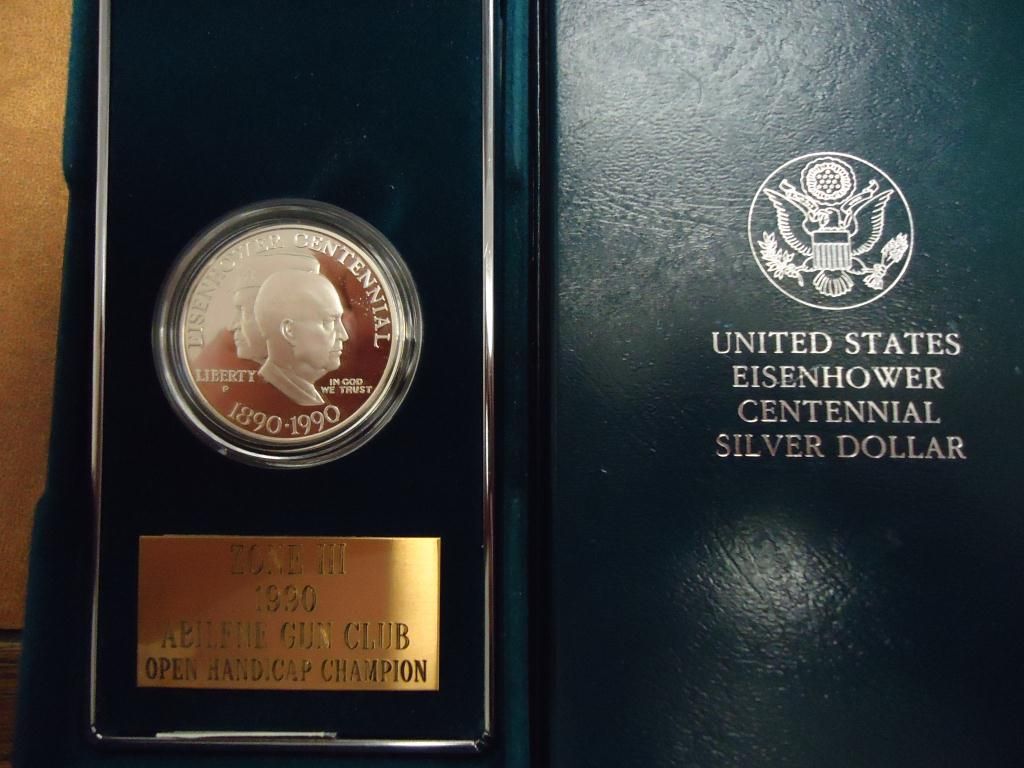 EISENHOWER CENTENNIAL
LIBERTY
P
IN GOD
WE TRUST
1890·1990
ZONE III
1990
ABILENE GUN CLUB
OPEN HANDICAP CHAMPION
UNITED STATES
EISENHOWER
CENTENNIAL
SILVER DOLLAR